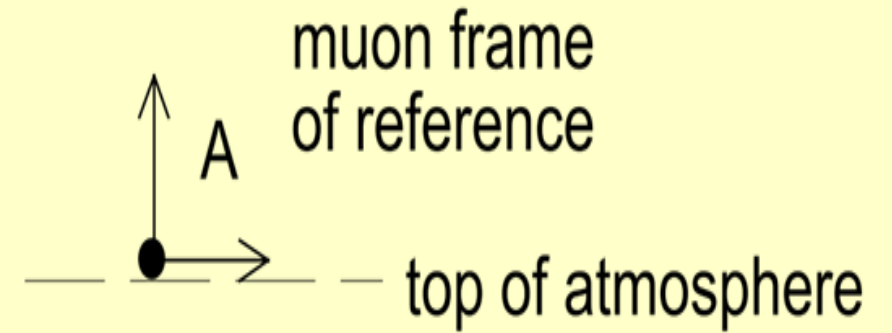 muon frame
of reference
A
top of atmosphere